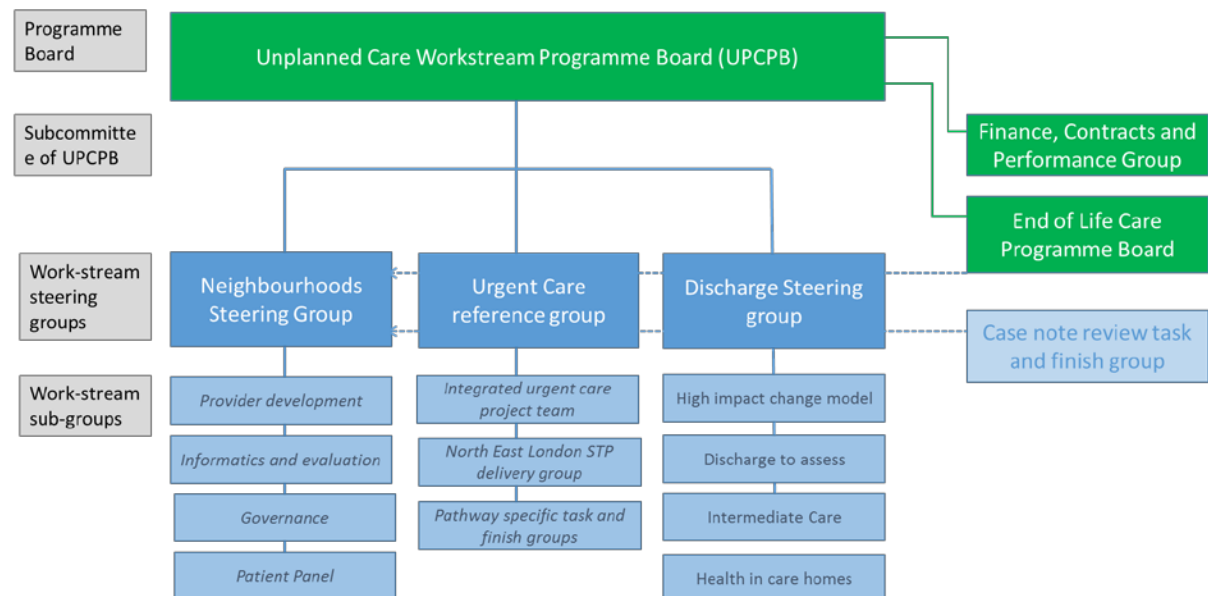 Programme
Board
Unplanned Care Workstream Programme Board (UPCPB)
Subcommitte
e of UPCPB
Finance, Contracts and
Performance Group
End of Life Care
Programme Board
Work-stream
steering
groups
Neighbourhoods
Steering Group
Urgent Care
reference group
Discharge Steering
group
Case note review task
and finish group
Work-stream
sub-groups
Provider development
Informatics and evaluation
Governance
Patient Panel
Integrated urgent care
project team
North East London STP
delivery group
Pathway specific task and
finish groups
High impact change model
Discharge to assess
Intermediate Care
Health in care homes